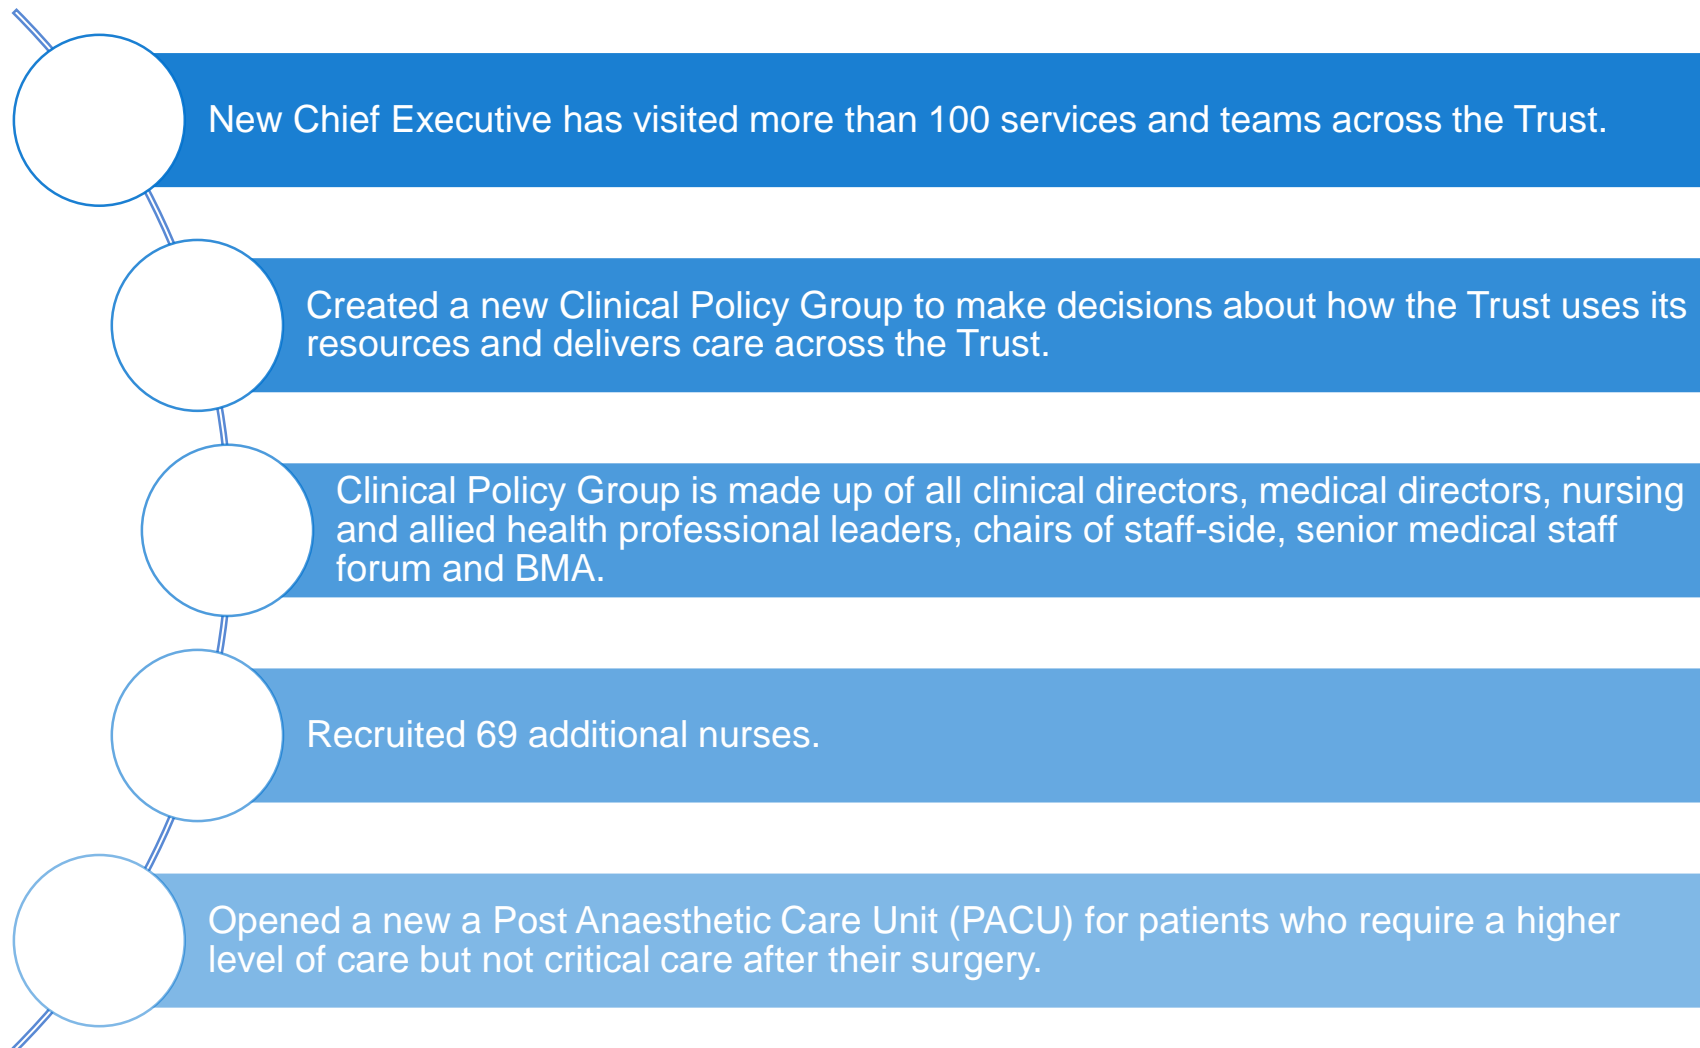 New Chief Executive has visited more than 100 services and teams across the Trust.
Created a new Clinical Policy Group to make decisions about how the Trust uses its
resources and delivers care across the Trust.
Clinical Policy Group is made up of all clinical directors, medical directors, nursing
and allied health professional leaders, chairs of staff-side, senior medical staff
forum and BMA.
Recruited 69 additional nurses.
Opened a new a Post Anaesthetic Care Unit (PACU) for patients who require a higher
level of care but not critical care after their surgery.